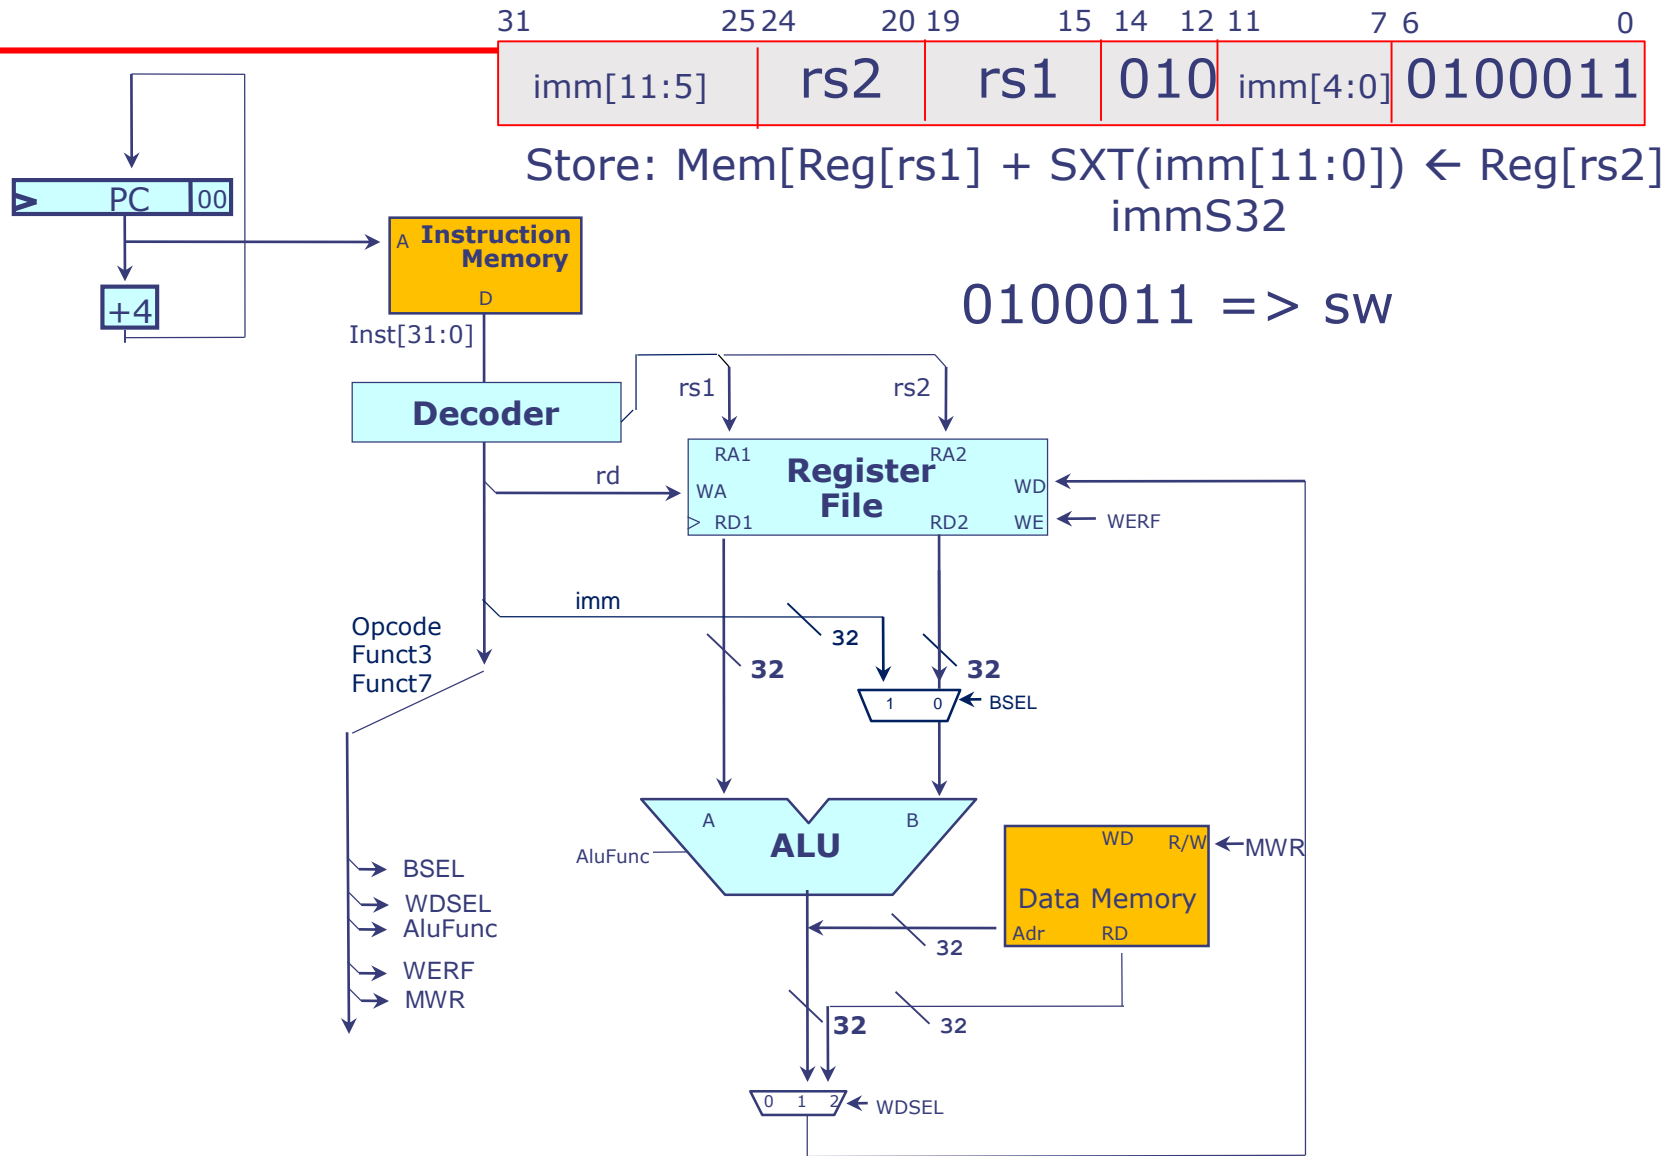 31 25 24 20 19 15 14 12 11 7 6 0
imm[11:5] rs2 rs1 010 imm[4:0] 0100011
Store: Mem[Reg[rs1] + SXT(imm[11:0]) ← Reg[rs2]
immS32
PC 00
A Instruction
Memory
D
+4
0100011 => sw
Inst[31:0]
rs1 rs2
Decoder
RA1 RA2
Register
File
rd
WA WD
RD1 RD2 WE
WERF
imm
32
Opcode
Funct3
Funct7
32 32
1 0 BSEL
A B
ALU
AluFunc
WD R/W MWR
Data Memory
Adr RD
BSEL
WDSEL
AluFunc
WERF
MWR
32
32 32
0 1 2 WDSEL